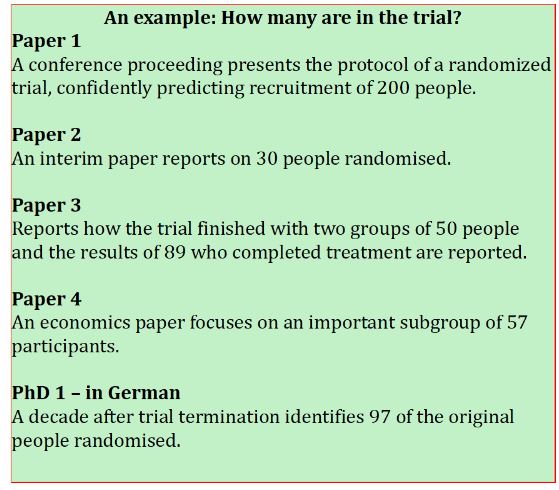 An example: How many are in the trial?
Paper 1
A conference proceeding presents the protocol of a randomized
trial, confidently predicting recruitment of 200 people.
Paper 2
An interim paper reports on 30 people randomised.
Paper 3
Reports how the trial finished with two groups of 50 people
and the results of 89 who completed treatment are reported.
Paper 4
An economics paper focuses on an important subgroup of 57
participants.
PhD 1 – in German
A decade after trial termination identifies 97 of the original
people randomised.